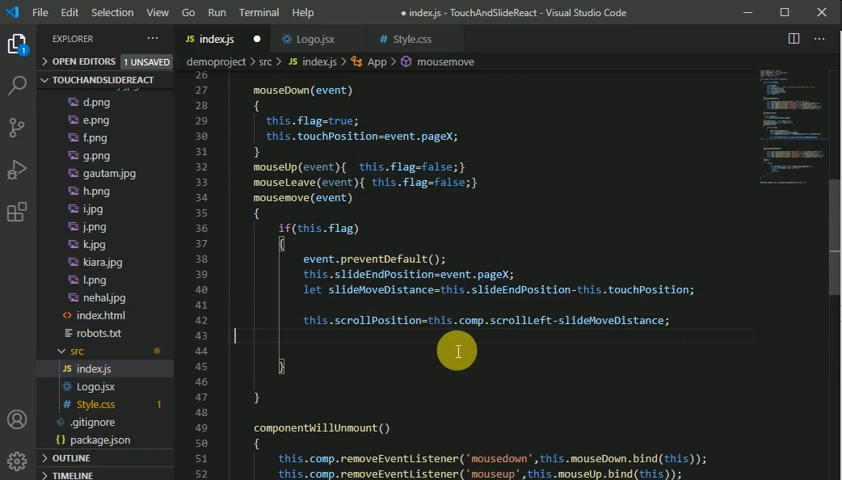 File Edit Selection View Go Run Terminal Help ● index.js - TouchAndSlideReact - Visual Studio Code
EXPLORER ··· JS index.js ● Logo.jsx # Style.css ···
OPEN EDITORS 1 UNSAVED demoproject > src > JS index.js > App > mousemove
TOUCHANDSLIDEREACT
d.png
e.png
f.png
g.png
gautam.jpg
h.png
i.jpg
j.png
k.jpg
kiara.jpg
l.png
nehal.jpg
<> index.html
robots.txt
src
JS index.js
Logo.jsx
# Style.css 1
.gitignore
{} package.json
OUTLINE
TIMELINE
1
26
27 mouseDown(event)
28 {
29 this.flag=true;
30 this.touchPosition=event.pageX;
31 }
32 mouseUp(event){ this.flag=false;}
33 mouseLeave(event){ this.flag=false;}
34 mousemove(event)
35 {
36 if(this.flag)
37 {
38 event.preventDefault();
39 this.slideEndPosition=event.pageX;
40 let slideMoveDistance=this.slideEndPosition-this.touchPosition;
41
42 this.scrollPosition=this.comp.scrollLeft-slideMoveDistance;
43
44
45 }
46
47 }
48
49 componentWillUnmount()
50 {
51 this.comp.removeEventListener('mousedown',this.mouseDown.bind(this));
52 this.comp.removeEventListener('mouseup',this.mouseUp.bind(this));